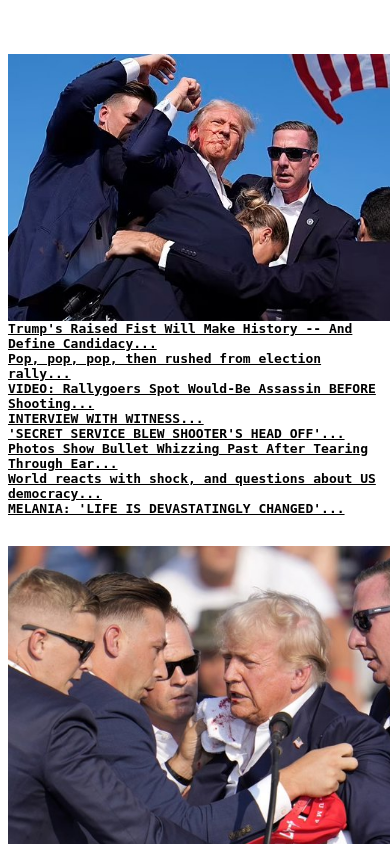 Trump's Raised Fist Will Make History -- And
Define Candidacy...
Pop, pop, pop, then rushed from election
rally...
VIDEO: Rallygoers Spot Would-Be Assassin BEFORE
Shooting...
INTERVIEW WITH WITNESS...
'SECRET SERVICE BLEW SHOOTER'S HEAD OFF'...
Photos Show Bullet Whizzing Past After Tearing
Through Ear...
World reacts with shock, and questions about US
democracy...
MELANIA: 'LIFE IS DEVASTATINGLY CHANGED'...